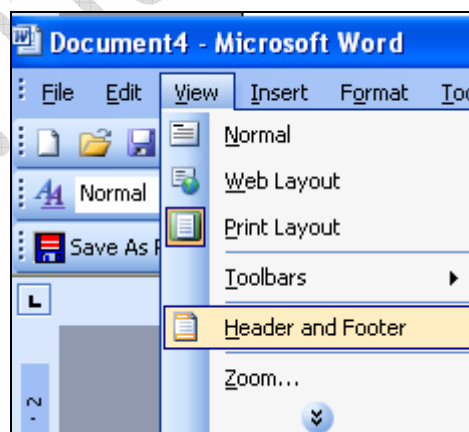 Document4 - Microsoft Word
File Edit View Insert Format
Normal
Web Layout
Normal
Print Layout
Save As
Toolbars
Header and Footer
Zoom...
2